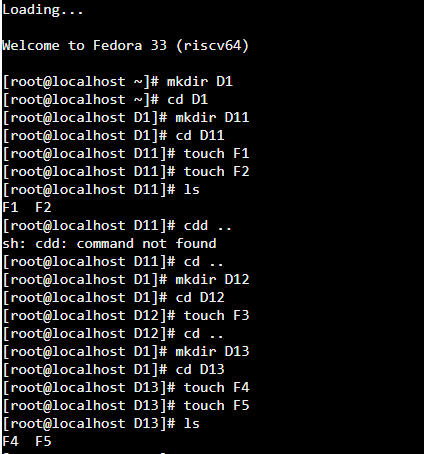 Loading...
Welcome to Fedora 33 (riscv64)
[root@localhost ~]# mkdir D1
[root@localhost ~]# cd D1
[root@localhost D1]# mkdir D11
[root@localhost D1]# cd D11
[root@localhost D11]# touch F1
[root@localhost D11]# touch F2
[root@localhost D11]# ls
F1  F2
[root@localhost D11]# cdd ..
sh: cdd: command not found
[root@localhost D11]# cd ..
[root@localhost D1]# mkdir D12
[root@localhost D1]# cd D12
[root@localhost D12]# touch F3
[root@localhost D12]# cd ..
[root@localhost D1]# mkdir D13
[root@localhost D1]# cd D13
[root@localhost D13]# touch F4
[root@localhost D13]# touch F5
[root@localhost D13]# ls
F4  F5